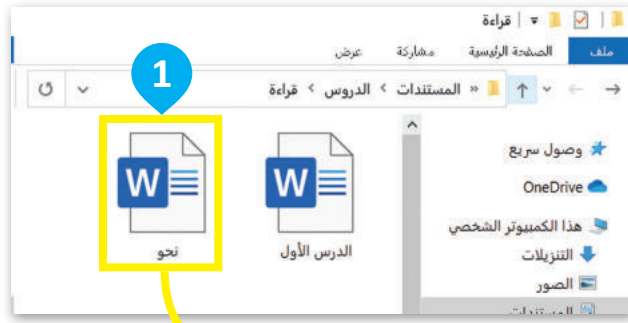 قراءة
ملف الصفحة الرئيسية مشاركة عرض
« المستندات › الدروس › قراءة
1
وصول سريع
OneDrive
هذا الكمبيوتر الشخصي
التنزيلات
الصور
المستندات
W
الدرس الأول
W
نحو